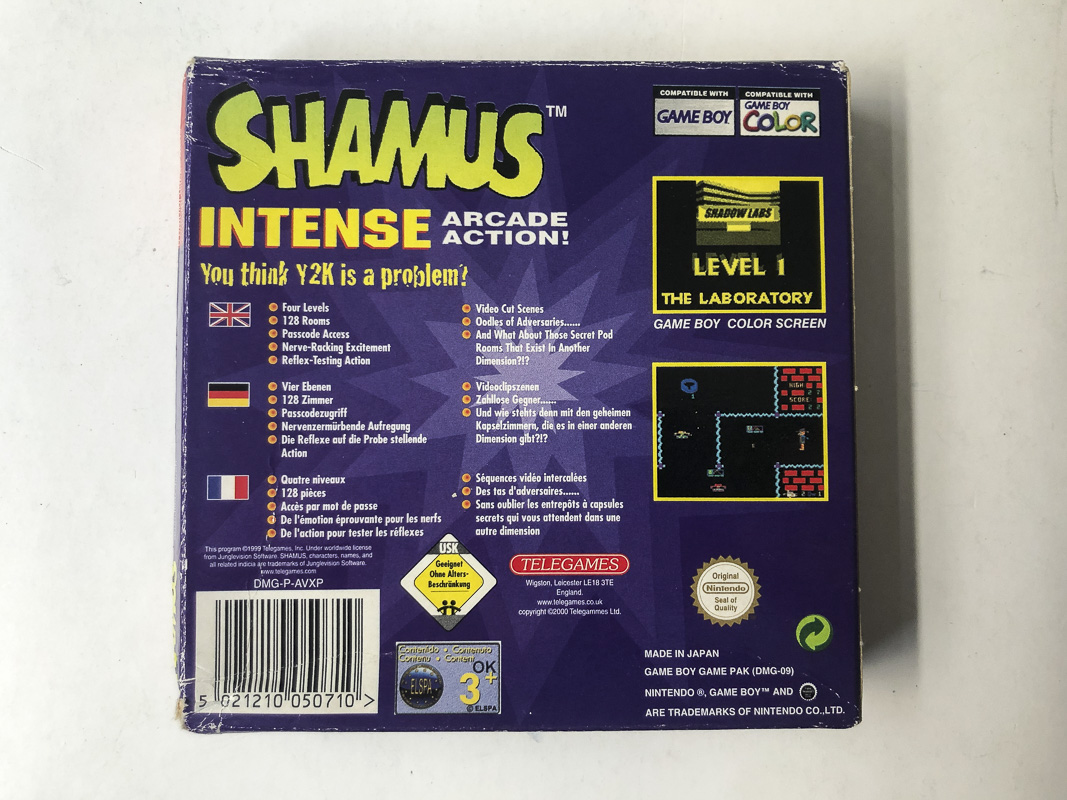 SHAMUS™
INTENSE ARCADE ACTION!
You think Y2K is a problem?
Four Levels
128 Rooms
Passcode Access
Nerve-Racking Excitement
Reflex-Testing Action
Video Cut Scenes
Oodles of Adversaries......
And What About Those Secret Pod
Rooms That Exist In Another
Dimension?!?
Vier Ebenen
128 Zimmer
Passcodezugriff
Nervenzermürbende Aufregung
Die Reflexe auf die Probe stellende
Action
Videoclipszenen
Zahllose Gegner......
Und wie stehts denn mit den geheimen
Kapselzimmern, die es in einer anderen
Dimension gibt?!?
Quatre niveaux
128 pièces
Accès par mot de passe
De l'émotion éprouvante pour les nerfs
De l'action pour tester les réflexes
Séquences vidéo intercalées
Des tas d'adversaires......
Sans oublier les entrepôts à capsules
secrets qui vous attendent dans une
autre dimension
COMPATIBLE WITH
GAME BOY
COMPATIBLE WITH
GAME BOY
COLOR
SHADOW LABS
LEVEL 1
THE LABORATORY
GAME BOY COLOR SCREEN
HIGH
SCORE
This program ©1999 Telegames, Inc. Under worldwide license
from Junglevision Software. SHAMUS, characters, names, and
all related indicia are trademarks of Junglevision Software.
www.telegames.com
DMG-P-AVXP
5 021210 050710 >
USK
Geeignet
Ohne Alters-
Beschränkung
Contenido • Contenuto
Contenu • Content
OK
ELSPA
3+
© ELSPA
TELEGAMES
Wigston, Leicester LE18 3TE
England.
www.telegames.co.uk
copyright ©2000 Telegammes Ltd.
Original
Nintendo
Seal of
Quality
MADE IN JAPAN
GAME BOY GAME PAK (DMG-09)
NINTENDO ®, GAME BOY™ AND
ARE TRADEMARKS OF NINTENDO CO.,LTD.